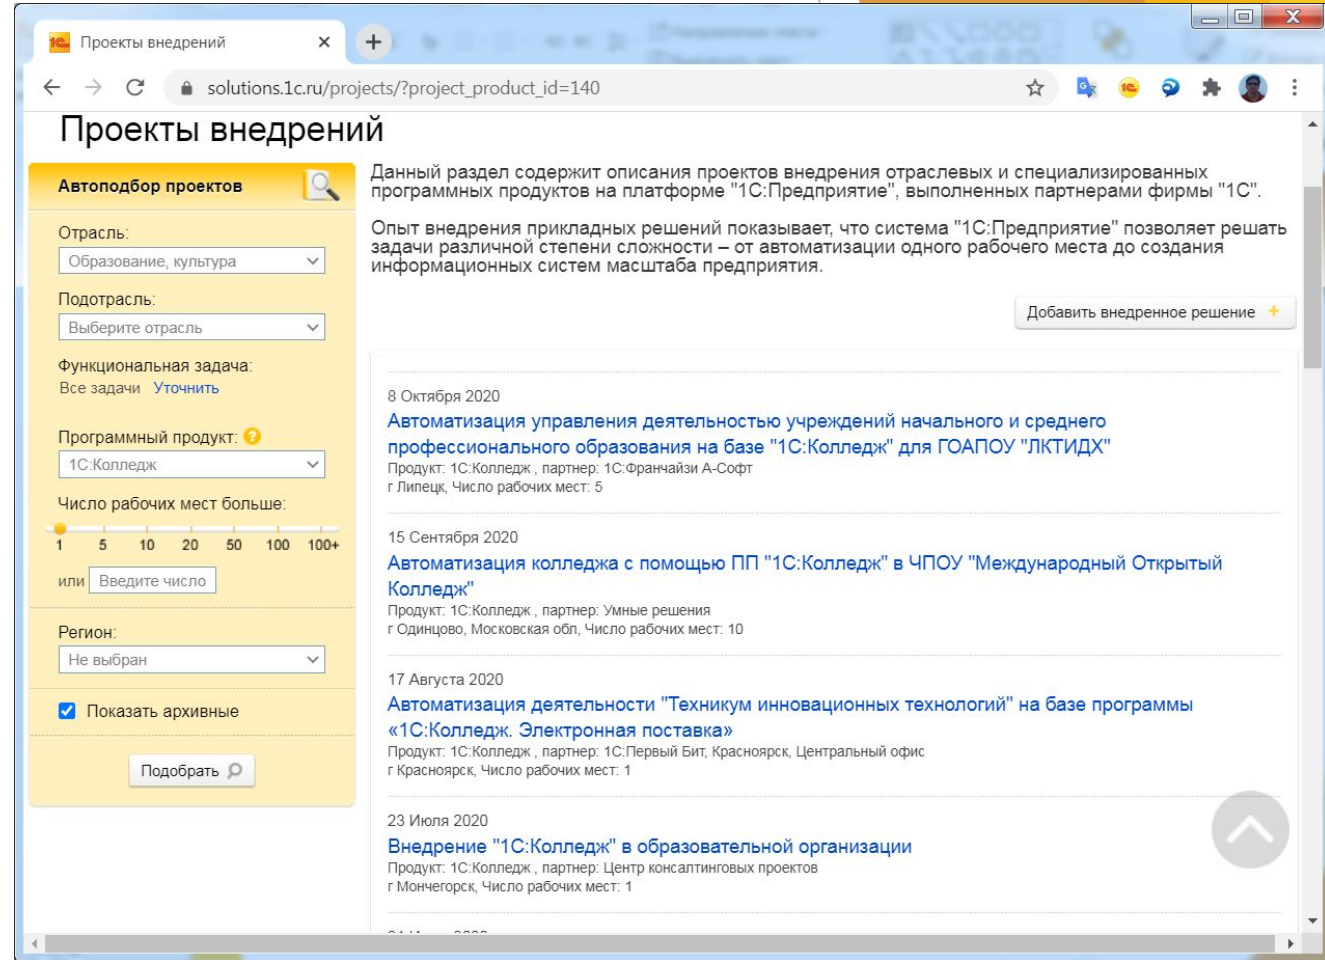 Проекты внедрений
solutions.1c.ru/projects/?project_product_id=140
Проекты внедрений
Автоподбор проектов
Отрасль:
Образование, культура
Подотрасль:
Выберите отрасль
Функциональная задача:
Все задачи Уточнить
Программный продукт: ?
1С:Колледж
Число рабочих мест больше:
1 5 10 20 50 100 100+
или Введите число
Регион:
Не выбран
Показать архивные
Подобрать
Данный раздел содержит описания проектов внедрения отраслевых и специализированных
программных продуктов на платформе "1С:Предприятие", выполненных партнерами фирмы "1С".
Опыт внедрения прикладных решений показывает, что система "1С:Предприятие" позволяет решать
задачи различной степени сложности – от автоматизации одного рабочего места до создания
информационных систем масштаба предприятия.
Добавить внедренное решение +
8 Октября 2020
Автоматизация управления деятельностью учреждений начального и среднего
профессионального образования на базе "1С:Колледж" для ГОАПОУ "ЛКТИДХ"
Продукт: 1С:Колледж , партнер: 1С:Франчайзи А-Софт
г Липецк, Число рабочих мест: 5
15 Сентября 2020
Автоматизация колледжа с помощью ПП "1С:Колледж" в ЧПОУ "Международный Открытый
Колледж"
Продукт: 1С:Колледж , партнер: Умные решения
г Одинцово, Московская обл, Число рабочих мест: 10
17 Августа 2020
Автоматизация деятельности "Техникум инновационных технологий" на базе программы
«1С:Колледж. Электронная поставка»
Продукт: 1С:Колледж , партнер: 1С:Первый Бит, Красноярск, Центральный офис
г Красноярск, Число рабочих мест: 1
23 Июля 2020
Внедрение "1С:Колледж" в образовательной организации
Продукт: 1С:Колледж , партнер: Центр консалтинговых проектов
г Мончегорск, Число рабочих мест: 1